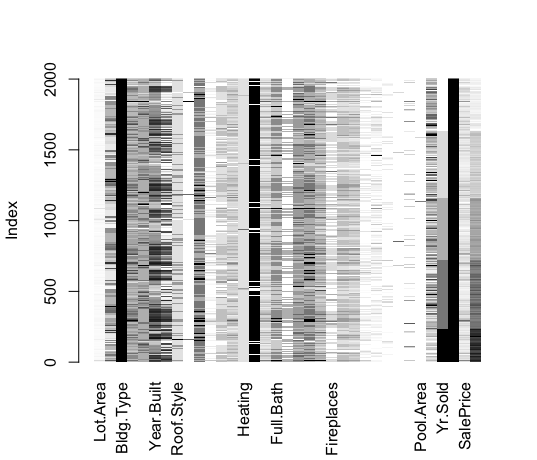 2000
1500
1000
500
0
Index
Lot.Area
Bldg.Type
Year.Built
Roof.Style
Heating
Full.Bath
Fireplaces
Pool.Area
Yr.Sold
SalePrice